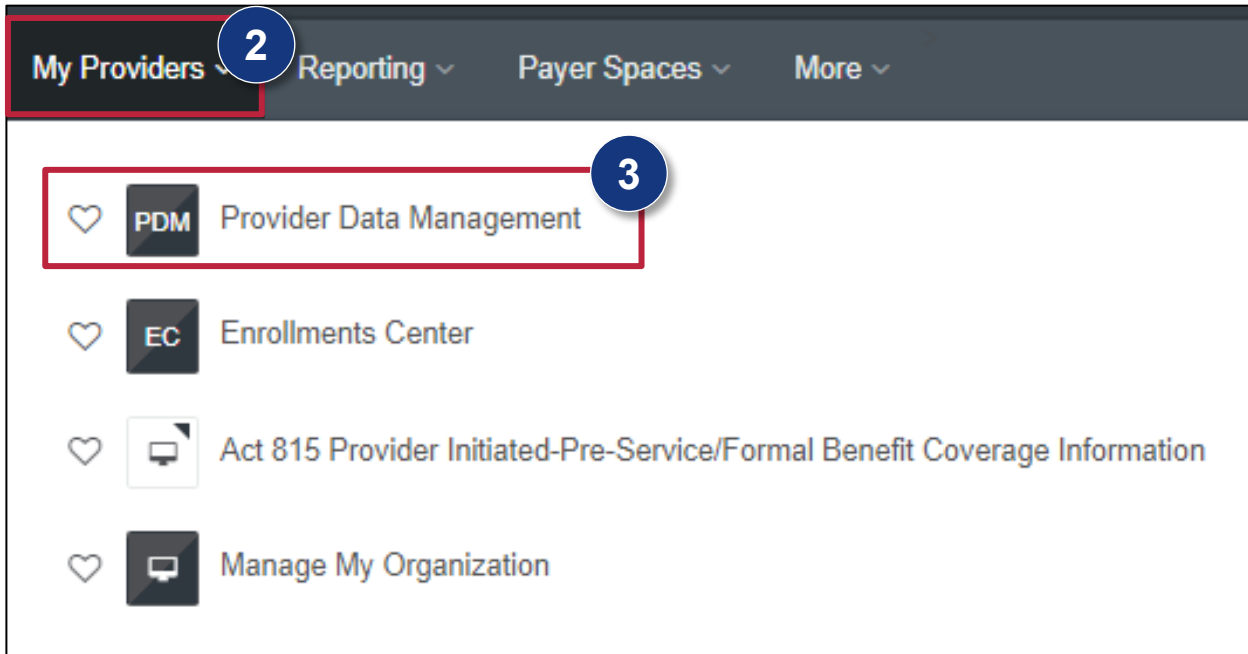 My Providers 2 Reporting Payer Spaces More
3
PDM Provider Data Management
EC Enrollments Center
Act 815 Provider Initiated-Pre-Service/Formal Benefit Coverage Information
Manage My Organization